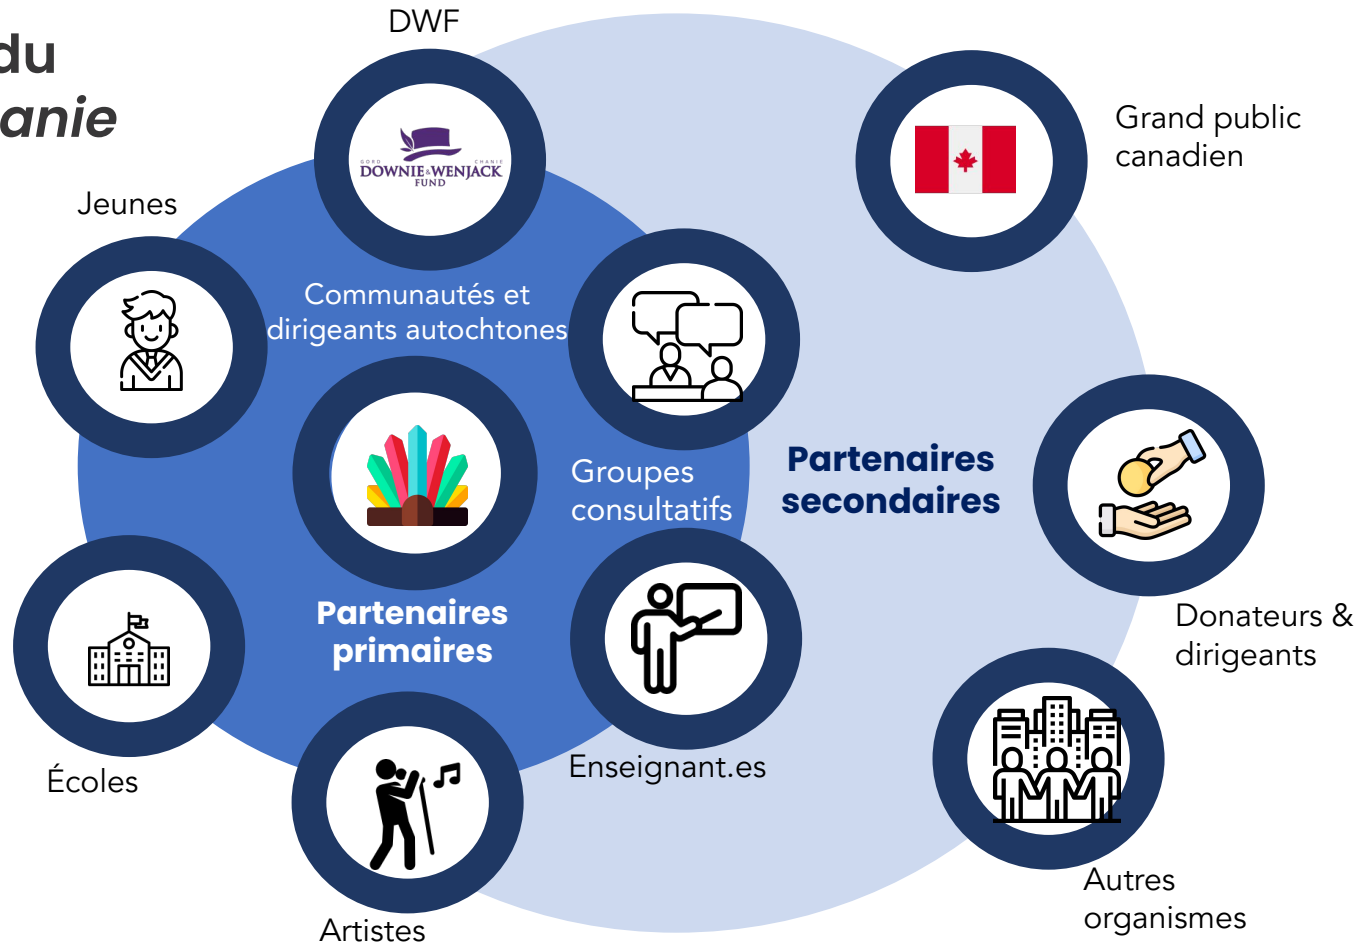 du
anie
DWF
GORD CHANIE
DOWNIE & WENJACK
FUND
Grand public
canadien
Jeunes
Communautés et
dirigeants autochtones
Groupes
consultatifs
Partenaires
secondaires
Partenaires
primaires
Donateurs &
dirigeants
Écoles
Enseignant.es
Artistes
Autres
organismes